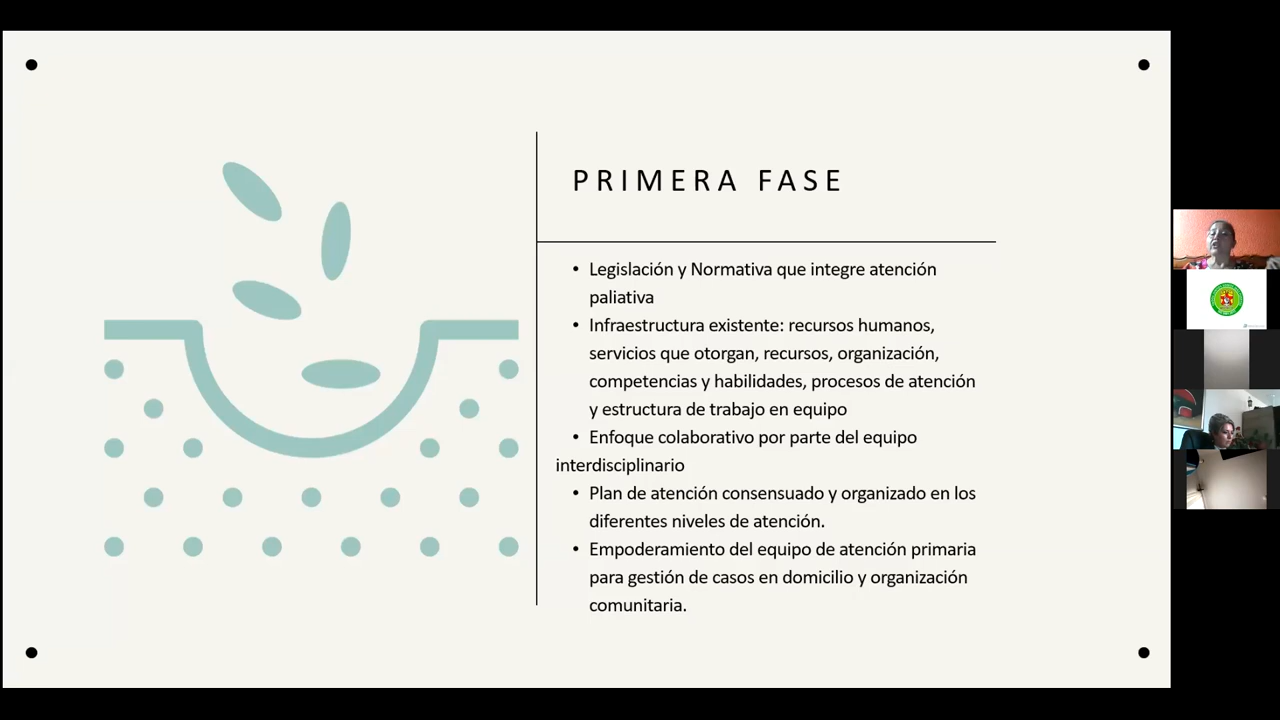 PRIMERA FASE
• Legislación y Normativa que integre atención
paliativa
• Infraestructura existente: recursos humanos,
servicios que otorgan, recursos, organización,
competencias y habilidades, procesos de atención
y estructura de trabajo en equipo
• Enfoque colaborativo por parte del equipo
interdisciplinario
• Plan de atención consensuado y organizado en los
diferentes niveles de atención.
• Empoderamiento del equipo de atención primaria
para gestión de casos en domicilio y organización
comunitaria.